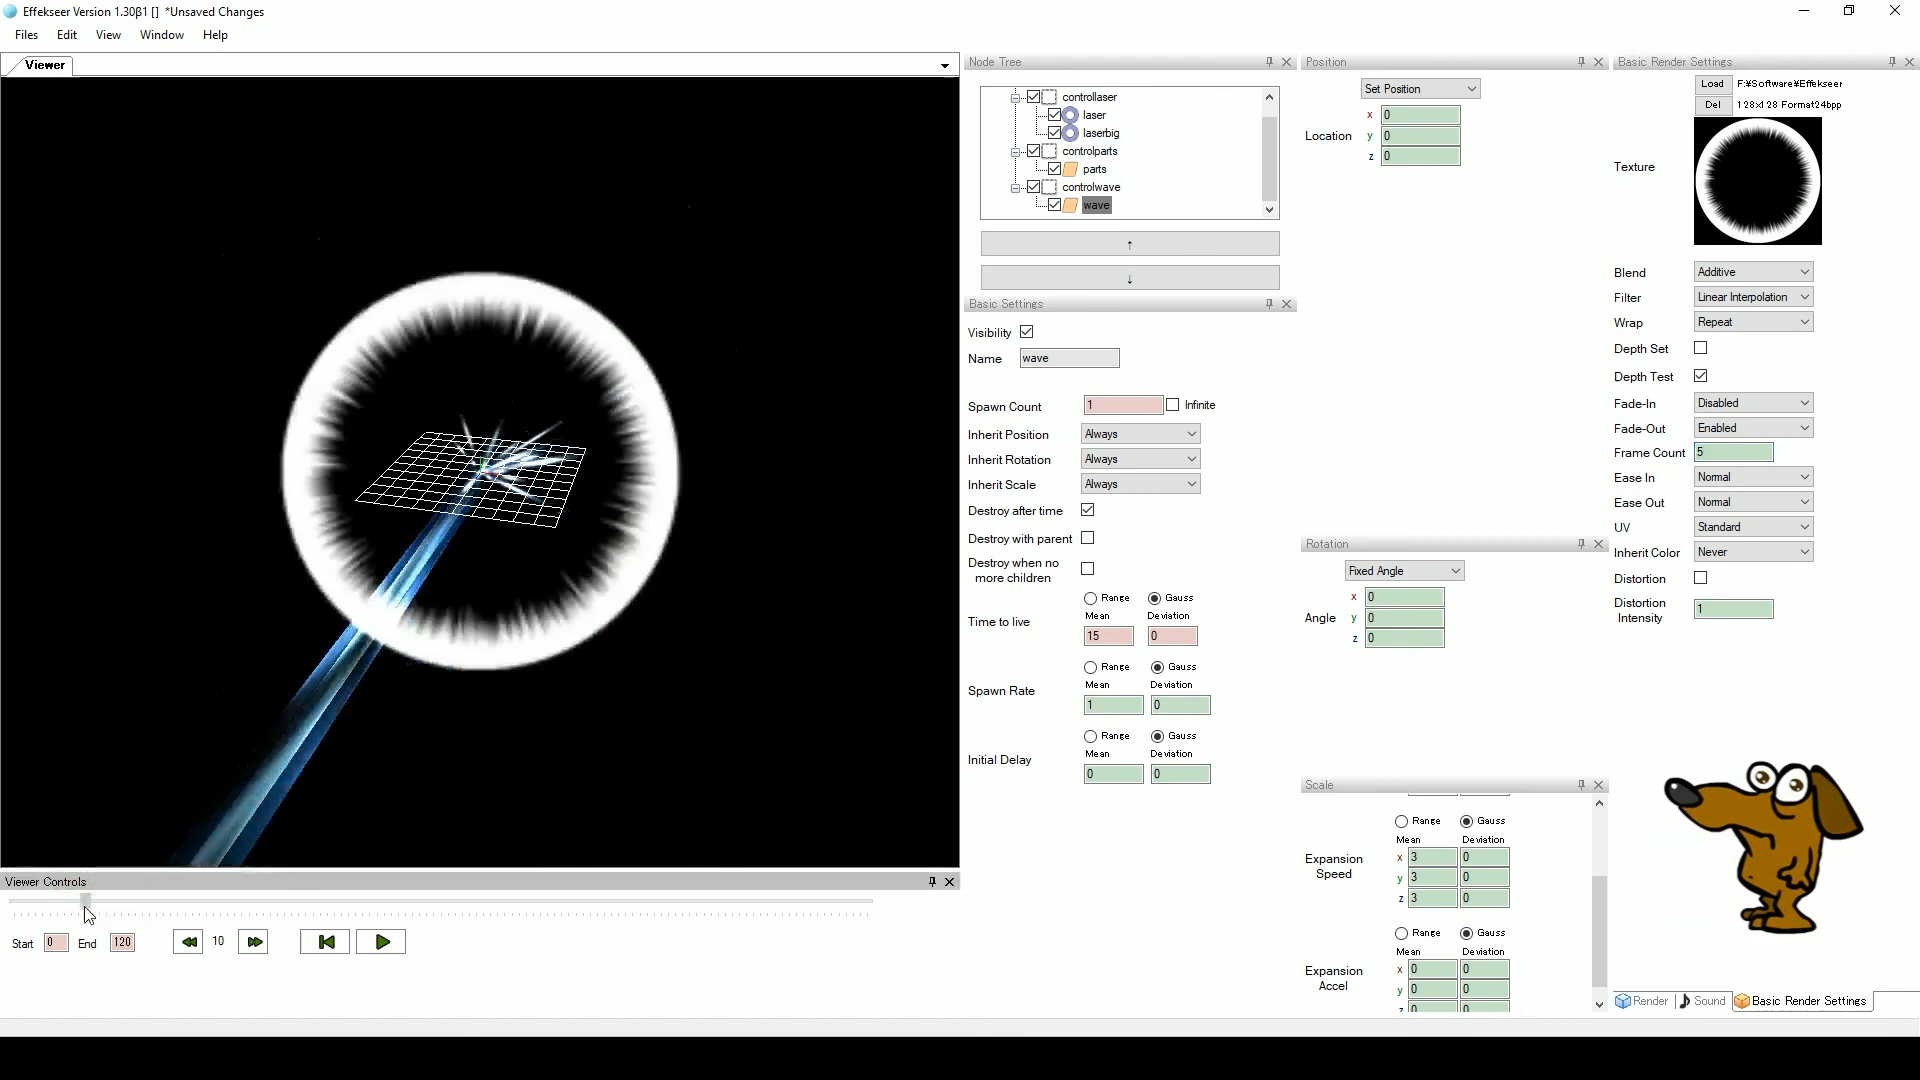 Effekseer Version 1.30β1 [] *Unsaved Changes
Files Edit View Window Help
Viewer
Node Tree
controllaser
laser
laserbig
controlparts
parts
controlwave
wave
↑
↓
Basic Settings
Visibility
Name wave
Spawn Count 1 Infinite
Inherit Position Always
Inherit Rotation Always
Inherit Scale Always
Destroy after time
Destroy with parent
Destroy when no
more children
Range Gauss
Mean Deviation
Time to live
15 0
Range Gauss
Mean Deviation
Spawn Rate
1 0
Range Gauss
Mean Deviation
Initial Delay
0 0
Position
Set Position
x 0
Location y 0
z 0
Rotation
Fixed Angle
x 0
Angle y 0
z 0
Scale
Range Gauss
Mean Deviation
Expansion
Speed
x 3 0
y 3 0
z 3 0
Range Gauss
Mean Deviation
Expansion
Accel
x 0 0
y 0 0
z 0 0
Basic Render Settings
Load F:¥Software¥Effekseer
Del 128x128 Format24bpp
Texture
Blend Additive
Filter Linear Interpolation
Wrap Repeat
Depth Set
Depth Test
Fade-In Disabled
Fade-Out Enabled
Frame Count 5
Ease In Normal
Ease Out Normal
UV Standard
Inherit Color Never
Distortion
Distortion
Intensity
1
Render Sound Basic Render Settings
Viewer Controls
Start 0 End 120 10